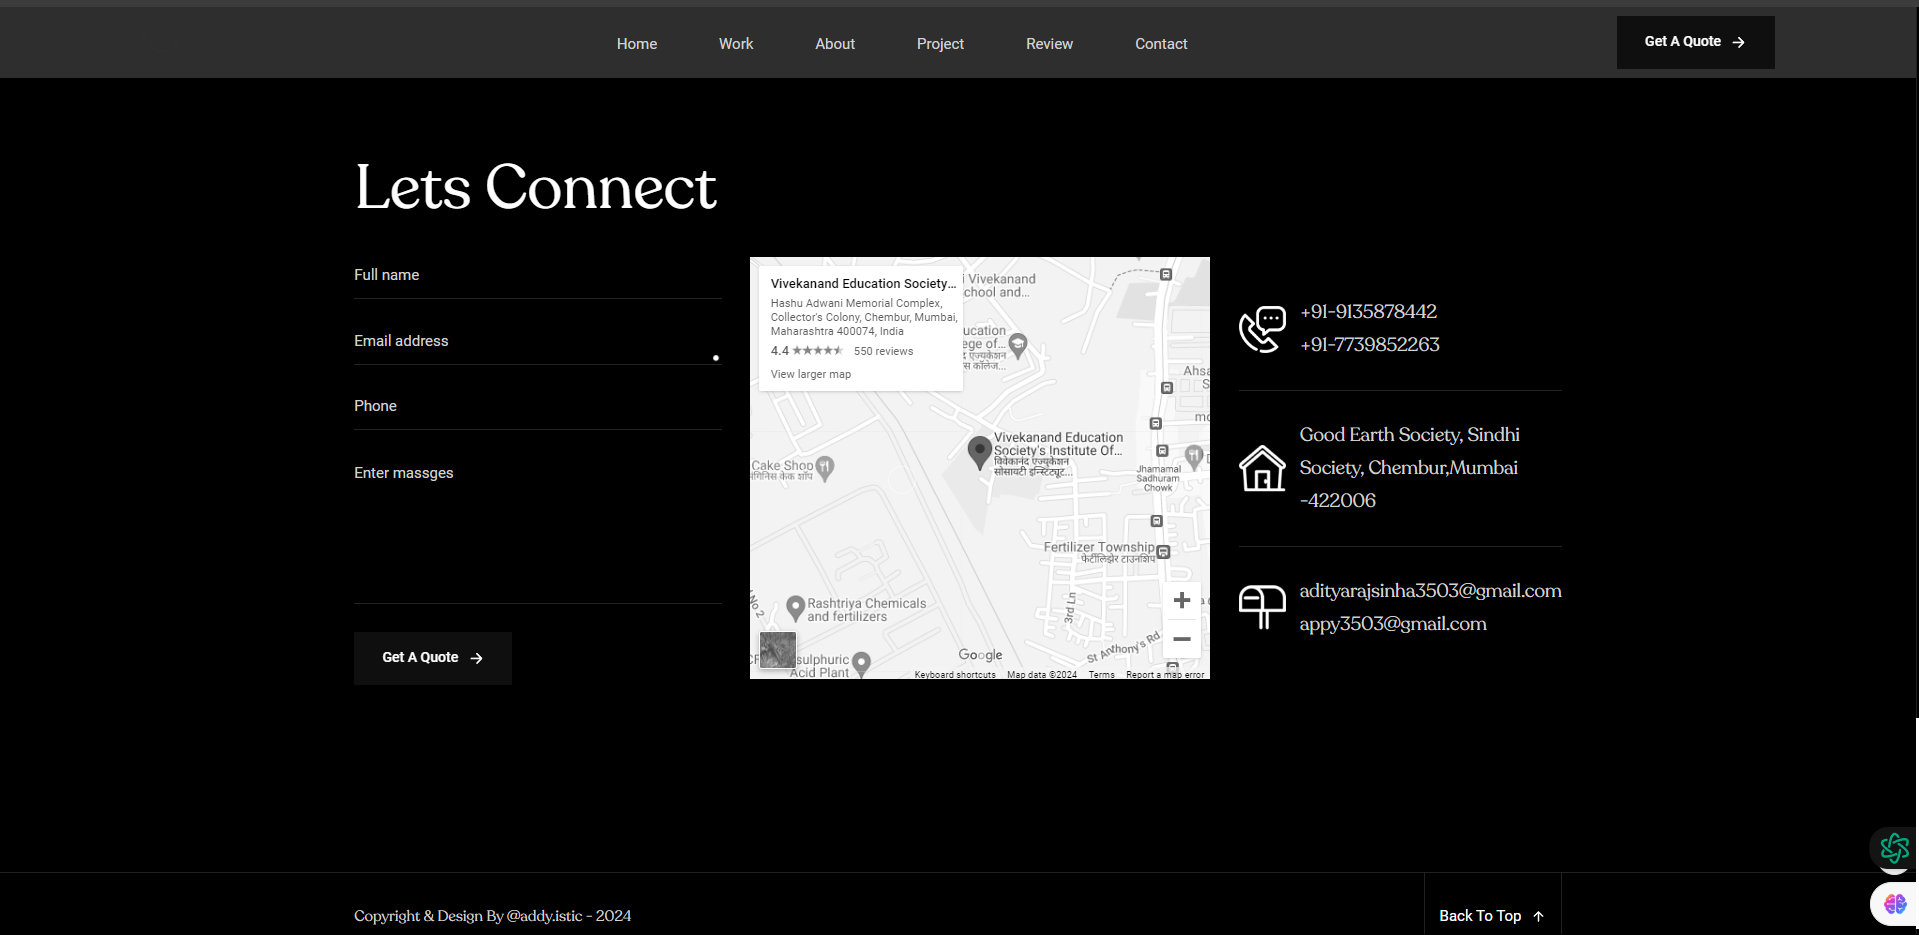 Home Work About Project Review Contact
Get A Quote
Lets Connect
Full name
Email address
Phone
Enter massges
Get A Quote
Vivekanand Education Society...
Hashu Adwani Memorial Complex,
Collector's Colony, Chembur, Mumbai,
Maharashtra 400074, India
4.4 550 reviews
View larger map
i Vivekanand
chool and...
ucation
ege of...
एज्यकेशन
स कॉलेज...
Ahsa
Vivekanand Education
Society's Institute Of...
विवेकानंद एज्युकेशन
सोसायटी इन्स्टिट्यूट...
Cake Shop
मॉगिनिस केक शॉप
Jhamamal
Sadhuram
Chowk
Fertilizer Township
फर्टीलिझेर टाउनशिप
3rd Ln
No 2
Rashtriya Chemicals
and fertilizers
sulphuric
Acid Plant
St Anthony's Rd
Google
Keyboard shortcuts Map data ©2024 Terms Report a map error
+91-9135878442
+91-7739852263
Good Earth Society, Sindhi
Society, Chembur,Mumbai
-422006
adityarajsinha3503@gmail.com
appy3503@gmail.com
Copyright & Design By @addy.istic - 2024
Back To Top